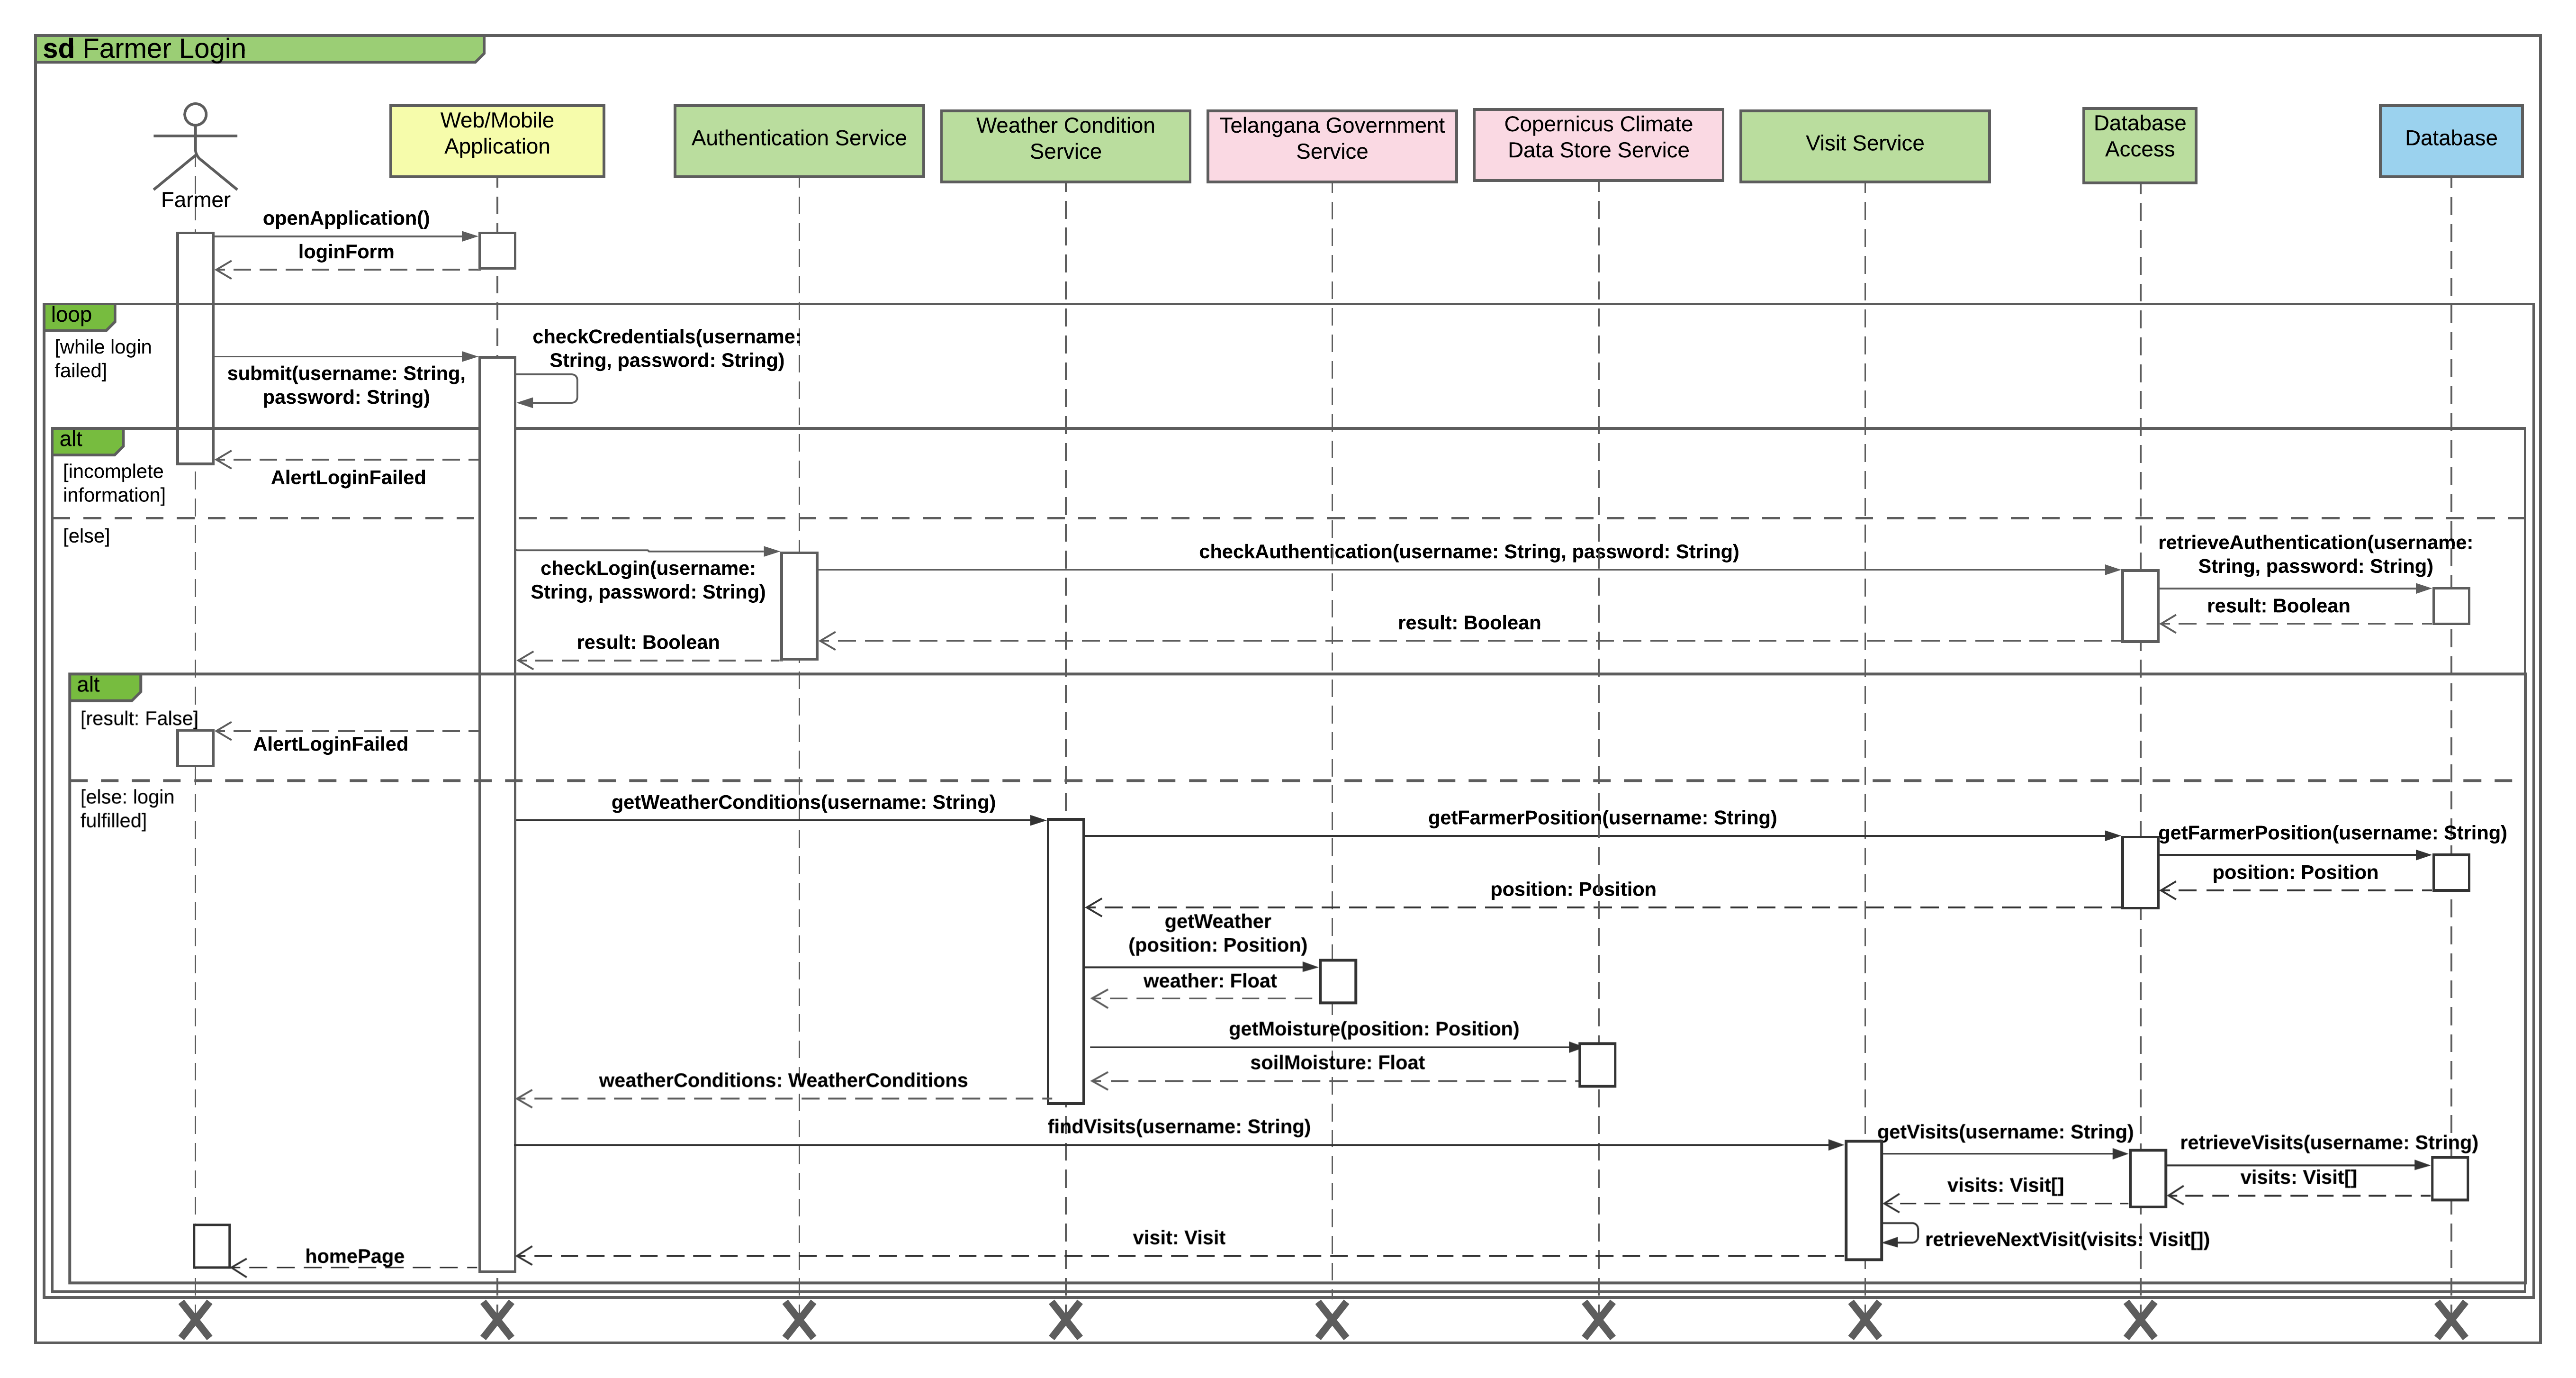 sd Farmer Login
Farmer
Web/Mobile
Application
Authentication Service
Weather Condition
Service
Telangana Government
Service
Copernicus Climate
Data Store Service
Visit Service
Database
Access
Database
openApplication()
loginForm
loop
[while login
failed]
submit(username: String,
password: String)
checkCredentials(username:
String, password: String)
alt
[incomplete
information]
AlertLoginFailed
[else]
checkLogin(username:
String, password: String)
checkAuthentication(username: String, password: String)
retrieveAuthentication(username:
String, password: String)
result: Boolean
result: Boolean
result: Boolean
alt
[result: False]
AlertLoginFailed
[else: login
fulfilled]
getWeatherConditions(username: String)
getFarmerPosition(username: String)
getFarmerPosition(username: String)
position: Position
position: Position
getWeather
(position: Position)
weather: Float
getMoisture(position: Position)
soilMoisture: Float
weatherConditions: WeatherConditions
findVisits(username: String)
getVisits(username: String)
retrieveVisits(username: String)
visits: Visit[]
visits: Visit[]
retrieveNextVisit(visits: Visit[])
visit: Visit
homePage